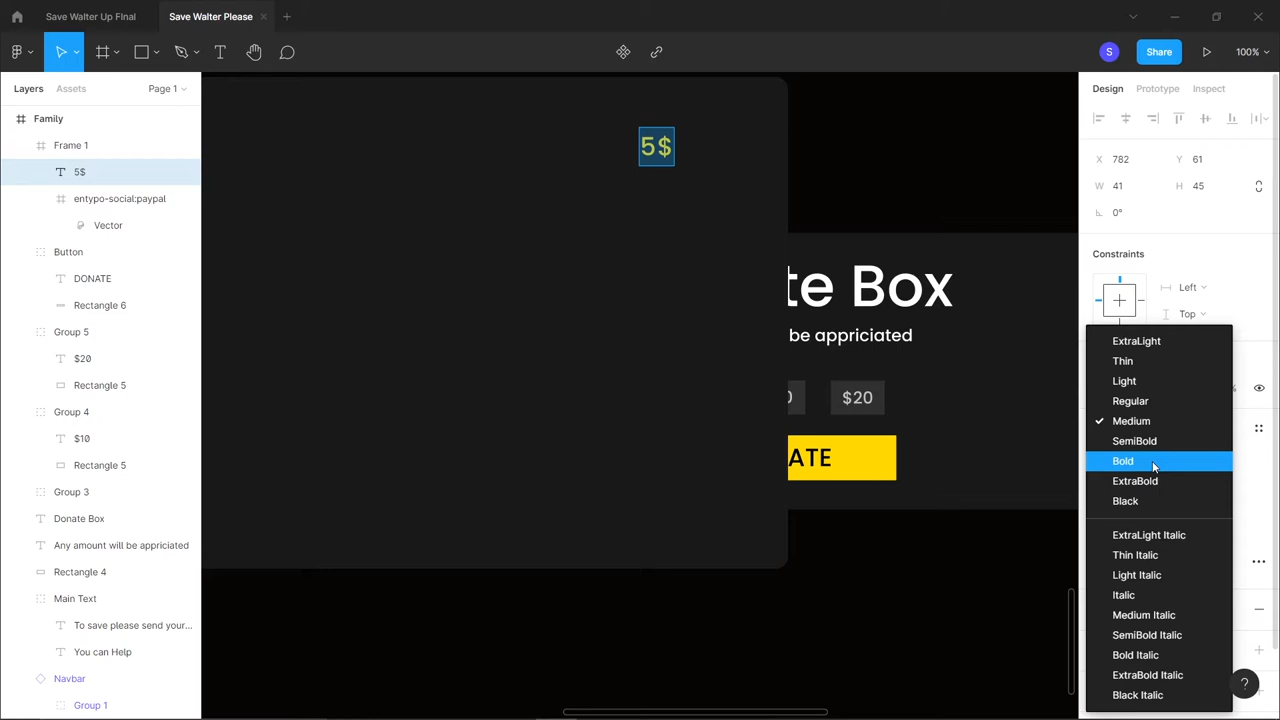 Save Walter Up FInal
Save Walter Please
S
Share
100%
Layers
Assets
Page 1
Family
Frame 1
5$
entypo-social:paypal
Vector
Button
DONATE
Rectangle 6
Group 5
$20
Rectangle 5
Group 4
$10
Rectangle 5
Group 3
Donate Box
Any amount will be appriciated
Rectangle 4
Main Text
To save please send your...
You can Help
Navbar
Group 1
5$
te Box
be appriciated
0
$20
ATE
Design
Prototype
Inspect
X 782
Y 61
W 41
H 45
0°
Constraints
Left
Top
ExtraLight
Thin
Light
Regular
Medium
SemiBold
Bold
ExtraBold
Black
ExtraLight Italic
Thin Italic
Light Italic
Italic
Medium Italic
SemiBold Italic
Bold Italic
ExtraBold Italic
Black Italic
?